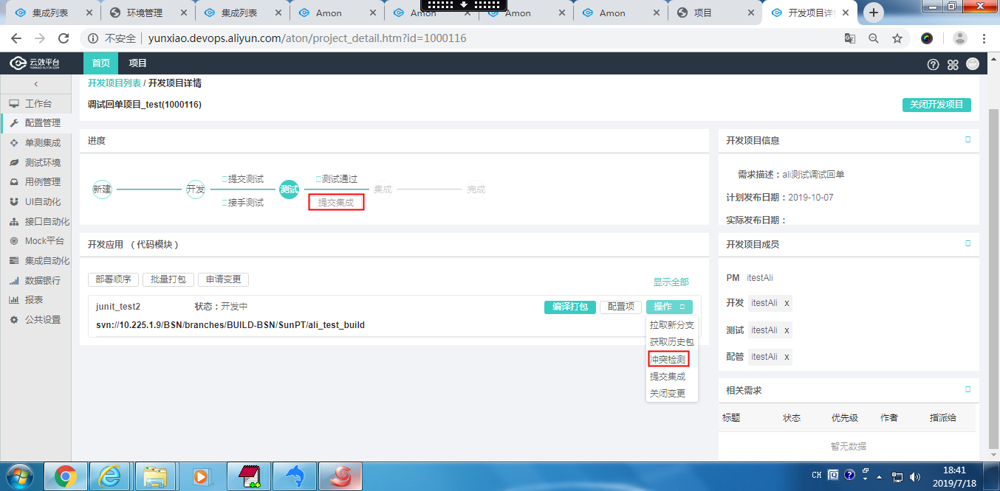 集成列表
环境管理
集成列表
Amon
Amon
Amon
Amon
项目
开发项目详
不安全
yunxiao.devops.aliyun.com/aton/project_detail.htm?id=1000116
云效平台
YUNXIAO.ALIYUN.COM
首页
项目
开发项目列表 / 开发项目详情
调试回单项目_test(1000116)
关闭开发项目
工作台
配置管理
单测集成
测试环境
用例管理
UI自动化
接口自动化
Mock平台
集成自动化
数据银行
报表
公共设置
进度
新建
开发
提交测试
接手测试
测试
测试通过
提交集成
集成
完成
开发应用 （代码模块）
部署顺序
批量打包
申请变更
显示全部
junit_test2
状态：开发中
编译打包
配置项
操作
svn://10.225.1.9/BSN/branches/BUILD-BSN/SunPT/ali_test_build
拉取新分支
获取历史包
冲突检测
提交集成
关闭变更
开发项目信息
需求描述：ali测试调试回单
计划发布日期：2019-10-07
实际发布日期：
开发项目成员
PM itestAli
开发 itestAli x
测试 itestAli x
配管 itestAli x
相关需求
标题 状态 优先级 作者 指派给
暂无数据
CH
18:41
2019/7/18